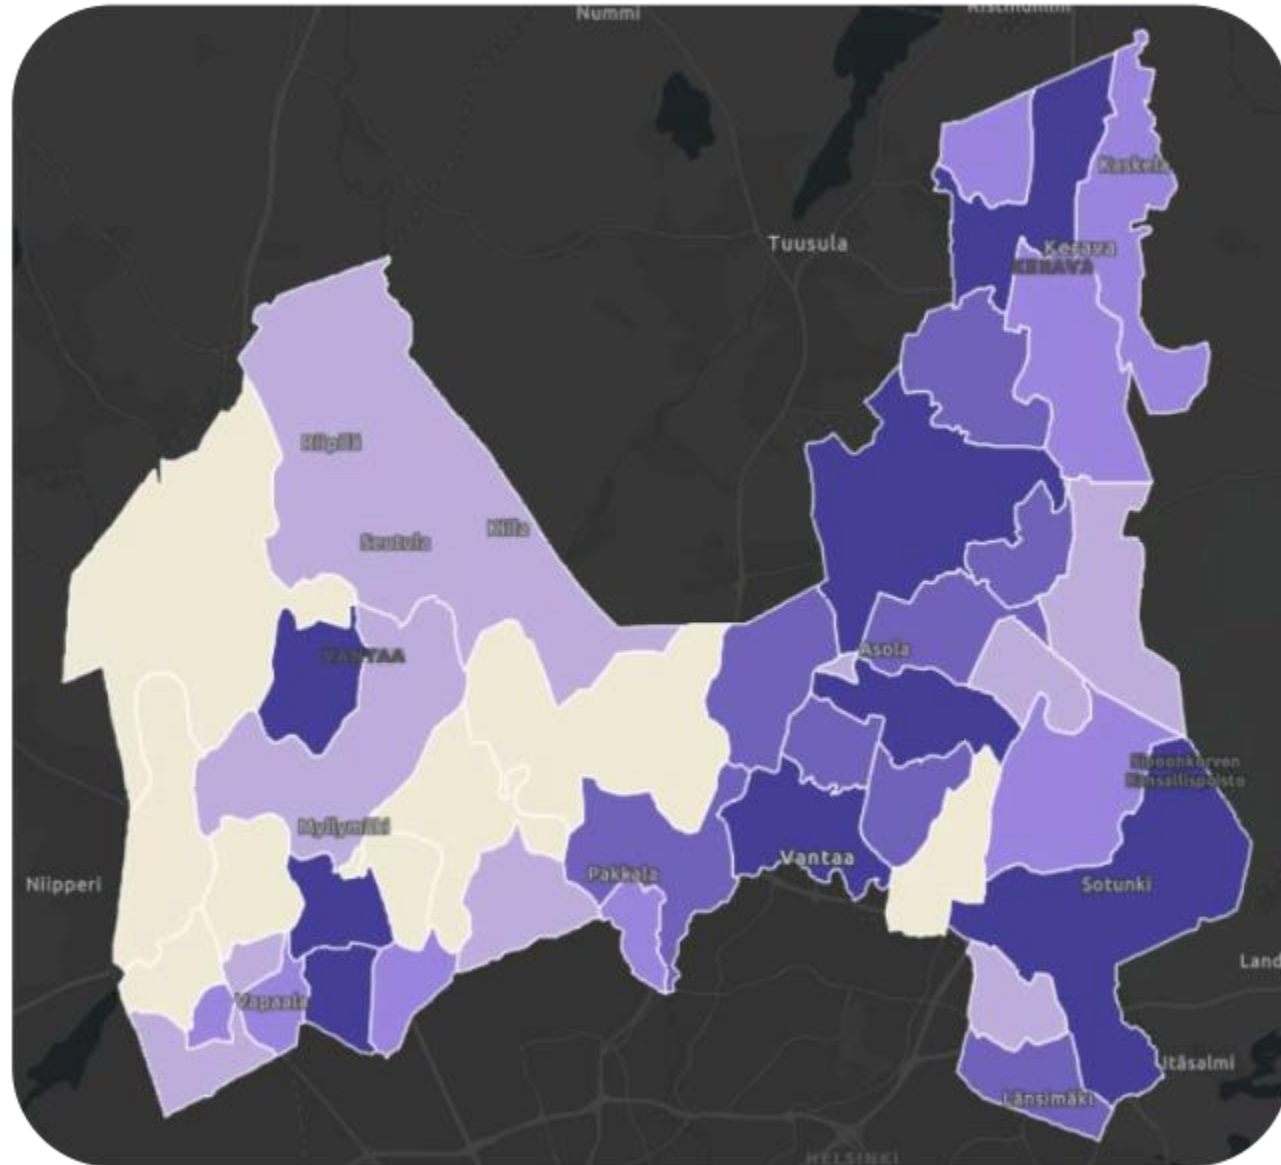 Nummi
Ristinummi
Kaskela
Tuusula
Kerava
KERAVA
Riipilä
Kiila
Seutula
Asola
VANTAA
Sipoonkorven
kansallispuisto
Myllymäki
Vantaa
Pakkala
Niipperi
Sotunki
Land
Vapaala
Itäsalmi
Länsimäki
HELSINKI